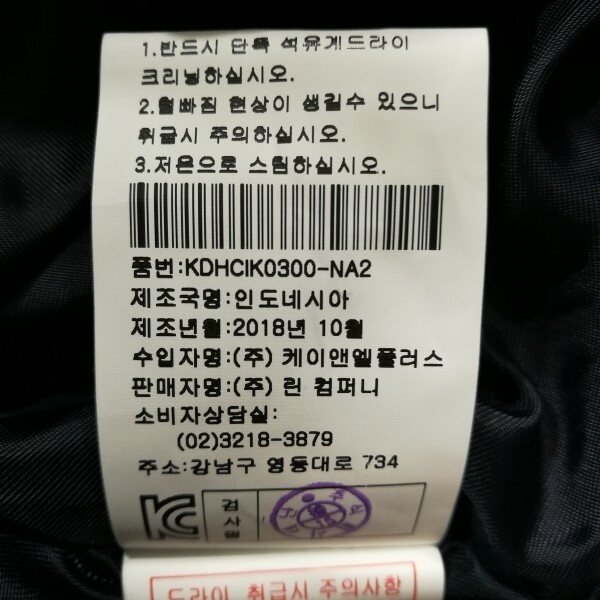 1.반드시 단독 석유계드라이
크리닝하십시오.
2.털빠짐 현상이 생길수 있으니
취급시 주의하십시오.
3.저온으로 스팀하십시오.
품번:KDHCIK0300-NA2
제조국명:인도네시아
제조년월:2018년 10월
수입자명:(주) 케이앤엘플러스
판매자명:(주) 린 컴퍼니
소비자상담실:
(02)3218-3879
주소:강남구 영동대로 734
검사필
드라이 취급시 주의사항